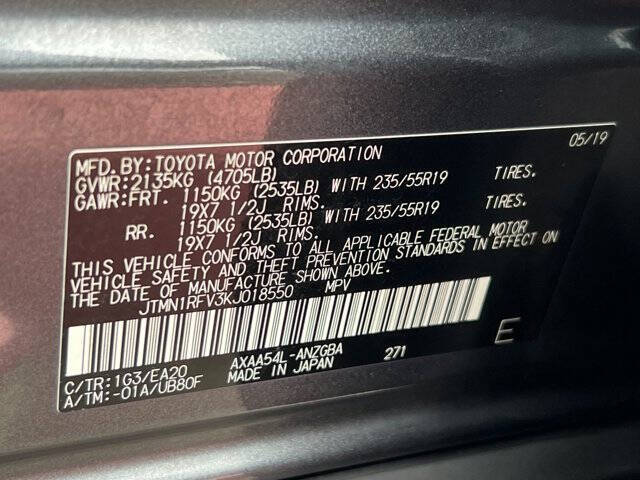 05/19
MFD. BY: TOYOTA MOTOR CORPORATION
GVWR: 2135KG (4705LB)
GAWR: FRT. 1150KG (2535LB) WITH 235/55R19 TIRES.
19X7 1/2J RIMS.
RR. 1150KG (2535LB) WITH 235/55R19 TIRES.
19X7 1/2J RIMS.
THIS VEHICLE CONFORMS TO ALL APPLICABLE FEDERAL MOTOR
VEHICLE SAFETY AND THEFT PREVENTION STANDARDS IN EFFECT ON
THE DATE OF MANUFACTURE SHOWN ABOVE.
JTMN1RFV3KJ018550 MPV
E
C/TR: 1G3/EA20 AXAA54L-ANZGBA 271
A/TM: -01A/UB80F MADE IN JAPAN